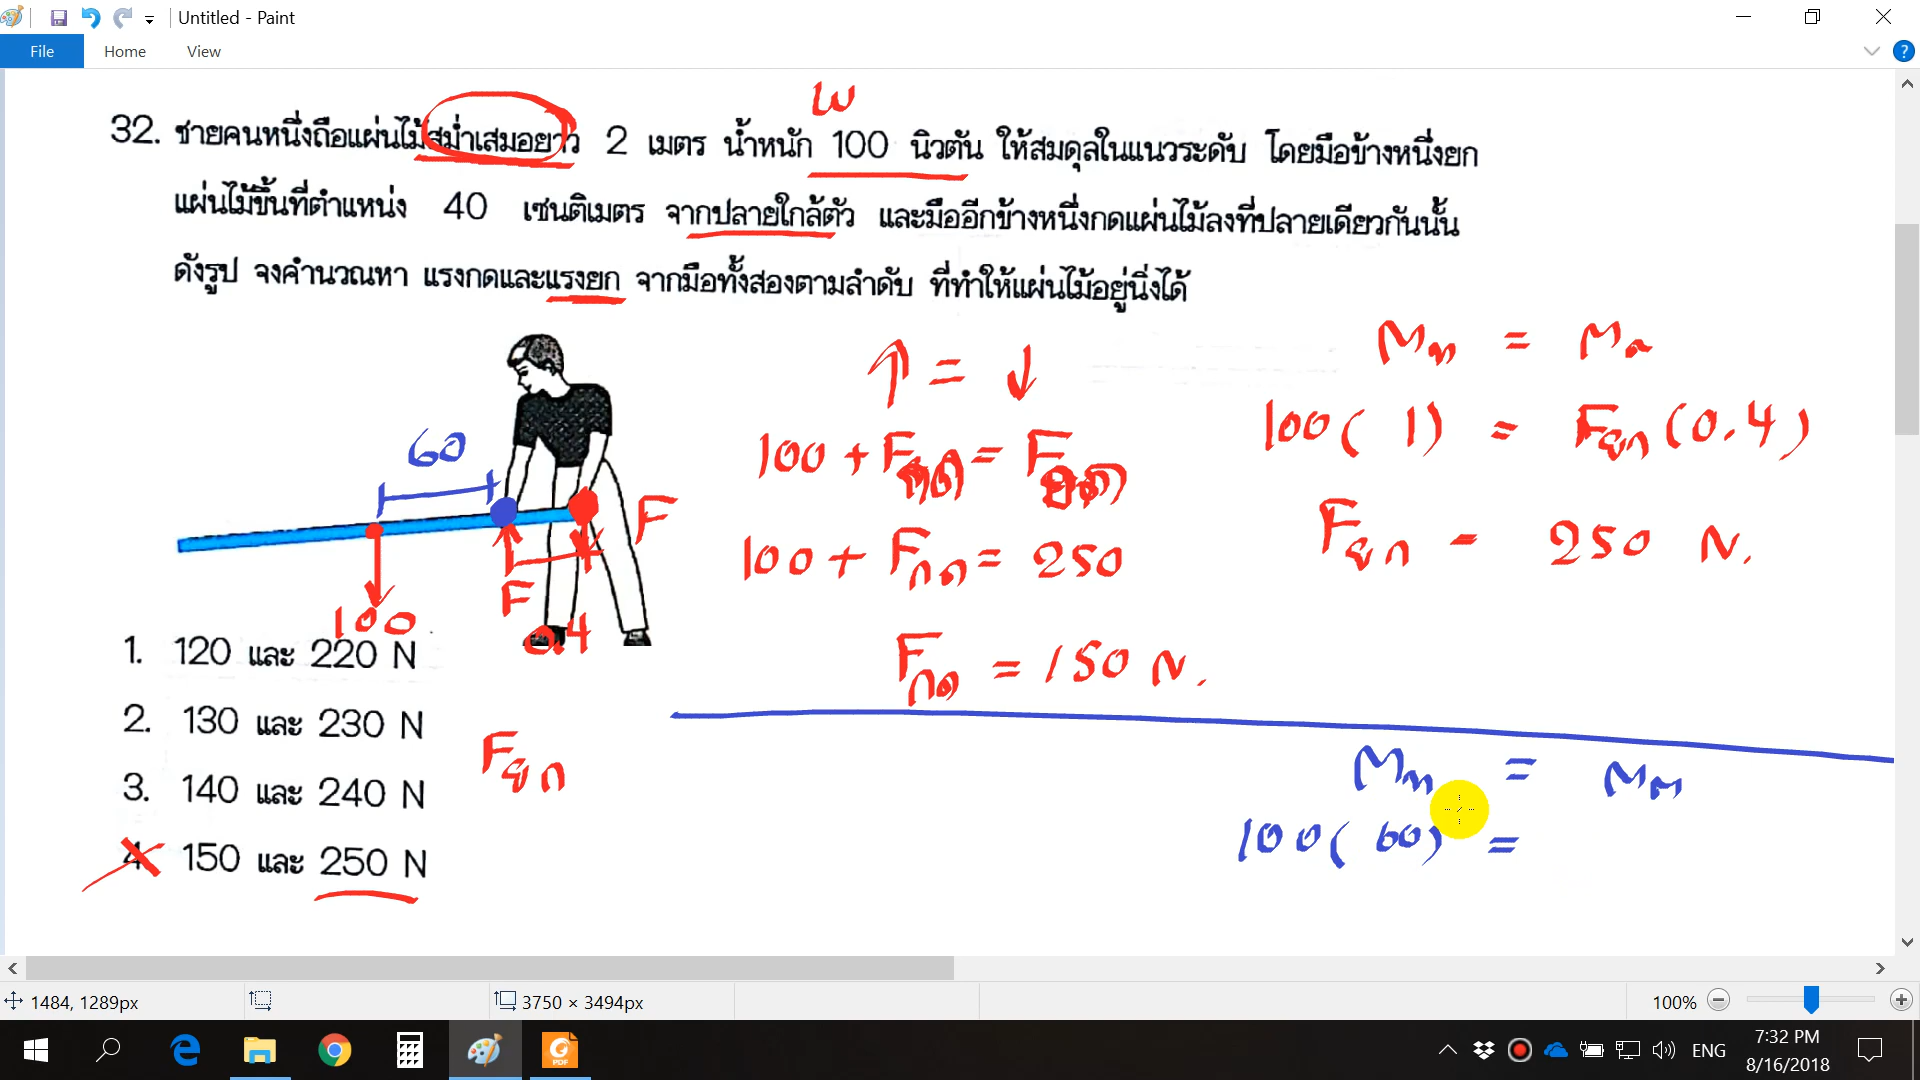 Untitled - Paint
File Home View
W
32. ชายคนหนึ่งถือแผ่นไม้สม่ำเสมอยาว 2 เมตร น้ำหนัก 100 นิวตัน ให้สมดุลในแนวระดับ โดยมือข้างหนึ่งยก
แผ่นไม้ขึ้นที่ตำแหน่ง 40 เซนติเมตร จากปลายใกล้ตัว และมืออีกข้างหนึ่งกดแผ่นไม้ลงที่ปลายเดียวกันนั้น
ดังรูป จงคำนวณหา แรงกดและแรงยก จากมือทั้งสองตามลำดับ ที่ทำให้แผ่นไม้อยู่นิ่งได้
↑ = ↓
100 + Fกด = Fยก
100 + Fกด = 250
Fกด = 150 N.
Mท = Mต
100( 1) = Fยก(0.4)
Fยก = 250 N.
60
F
F
100
0.4
1. 120 และ 220 N
2. 130 และ 230 N
3. 140 และ 240 N
4. 150 และ 250 N
Fยก
Mท = Mต
100( 60) =
1484, 1289px 3750 × 3494px 100%
PDF
ENG
7:32 PM
8/16/2018